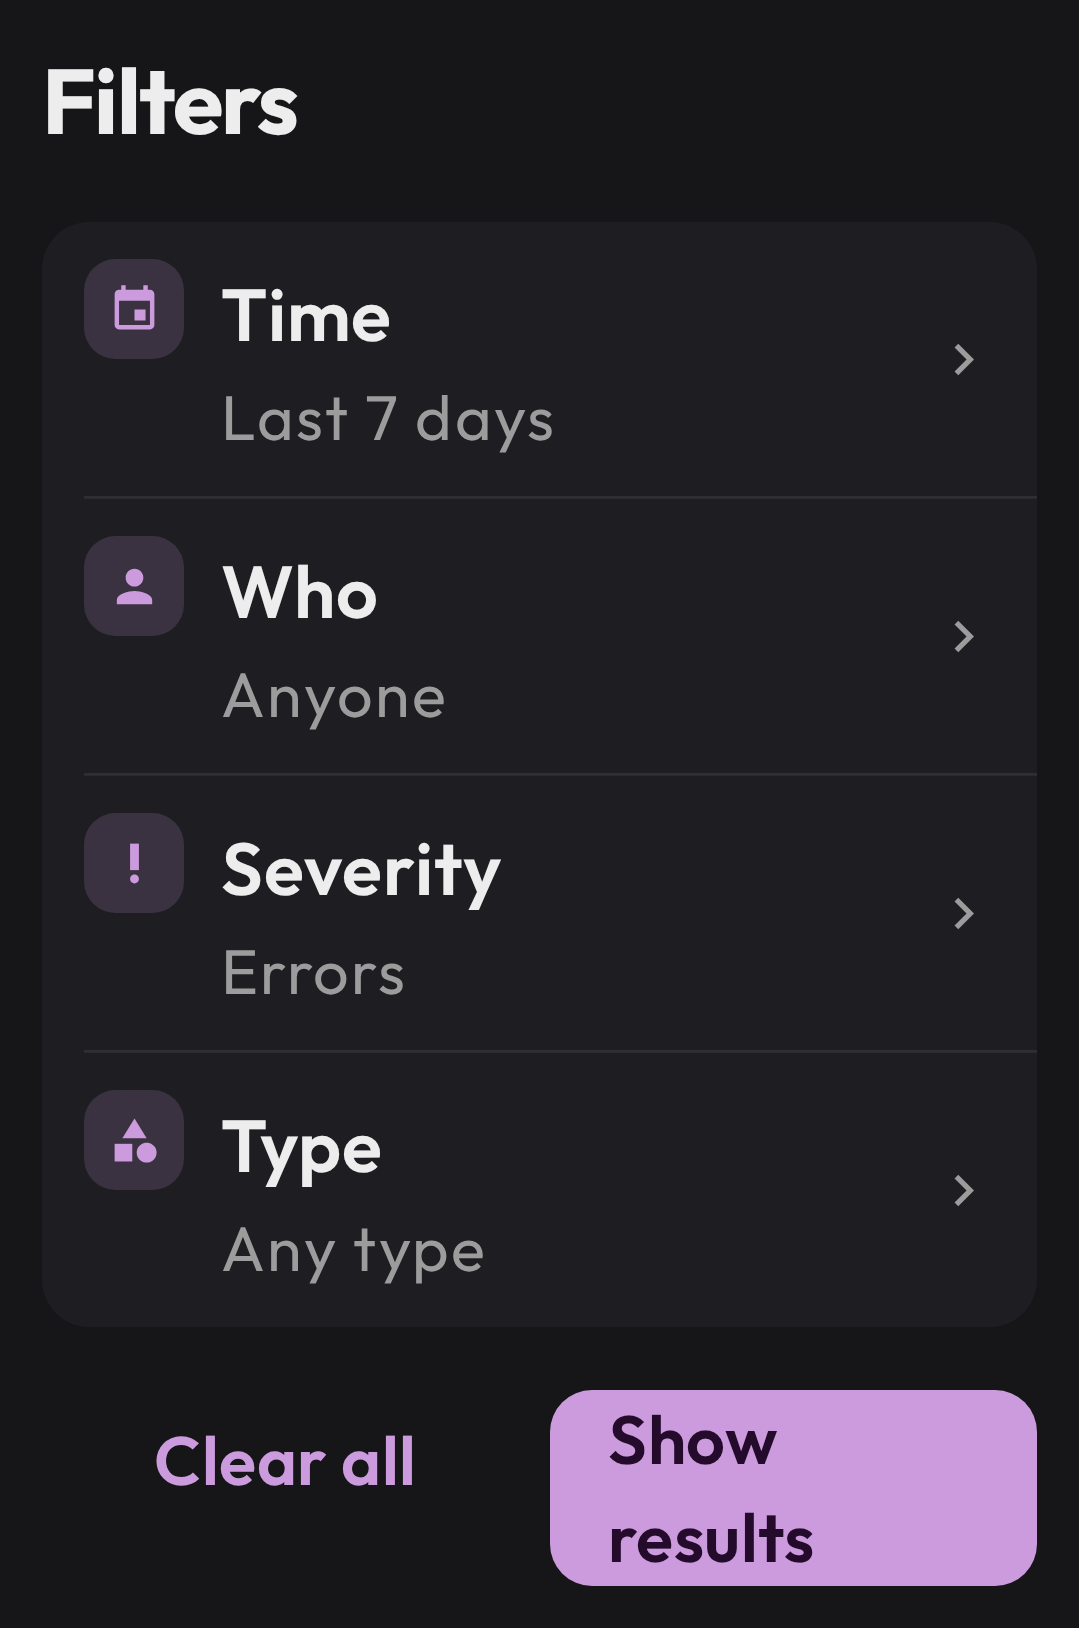 Filters
Time
Last 7 days
Who
Anyone
Severity
Errors
Type
Any type
Clear all
Show
results